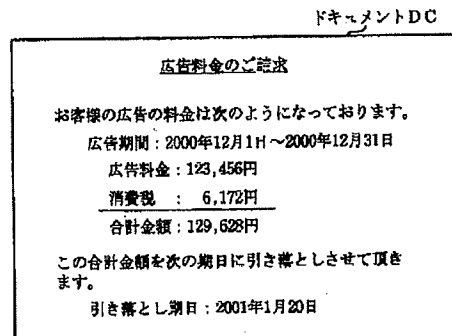 ドキュメントDC
広告料金のご請求
お客様の広告の料金は次のようになっております。
広告期間：2000年12月1日～2000年12月31日
広告料金：123,456円
消費税　：　6,172円
合計金額：129,628円
この合計金額を次の期日に引き落としさせて頂き
ます。
引き落とし期日：2001年1月20日